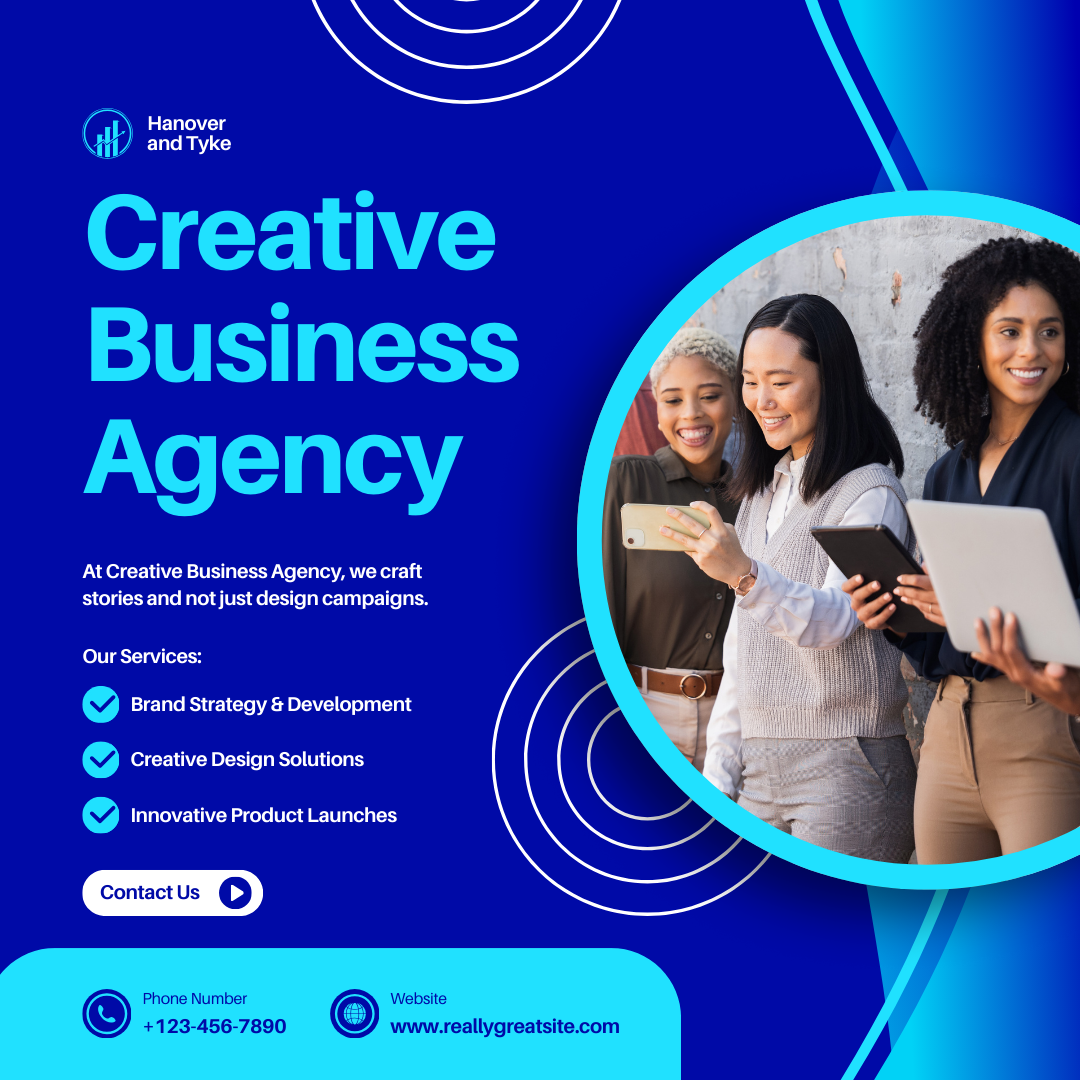 Hanover
and Tyke
Creative
Business
Agency
At Creative Business Agency, we craft
stories and not just design campaigns.
Our Services:
Brand Strategy & Development
Creative Design Solutions
Innovative Product Launches
Contact Us
Phone Number
+123-456-7890
Website
www.reallygreatsite.com